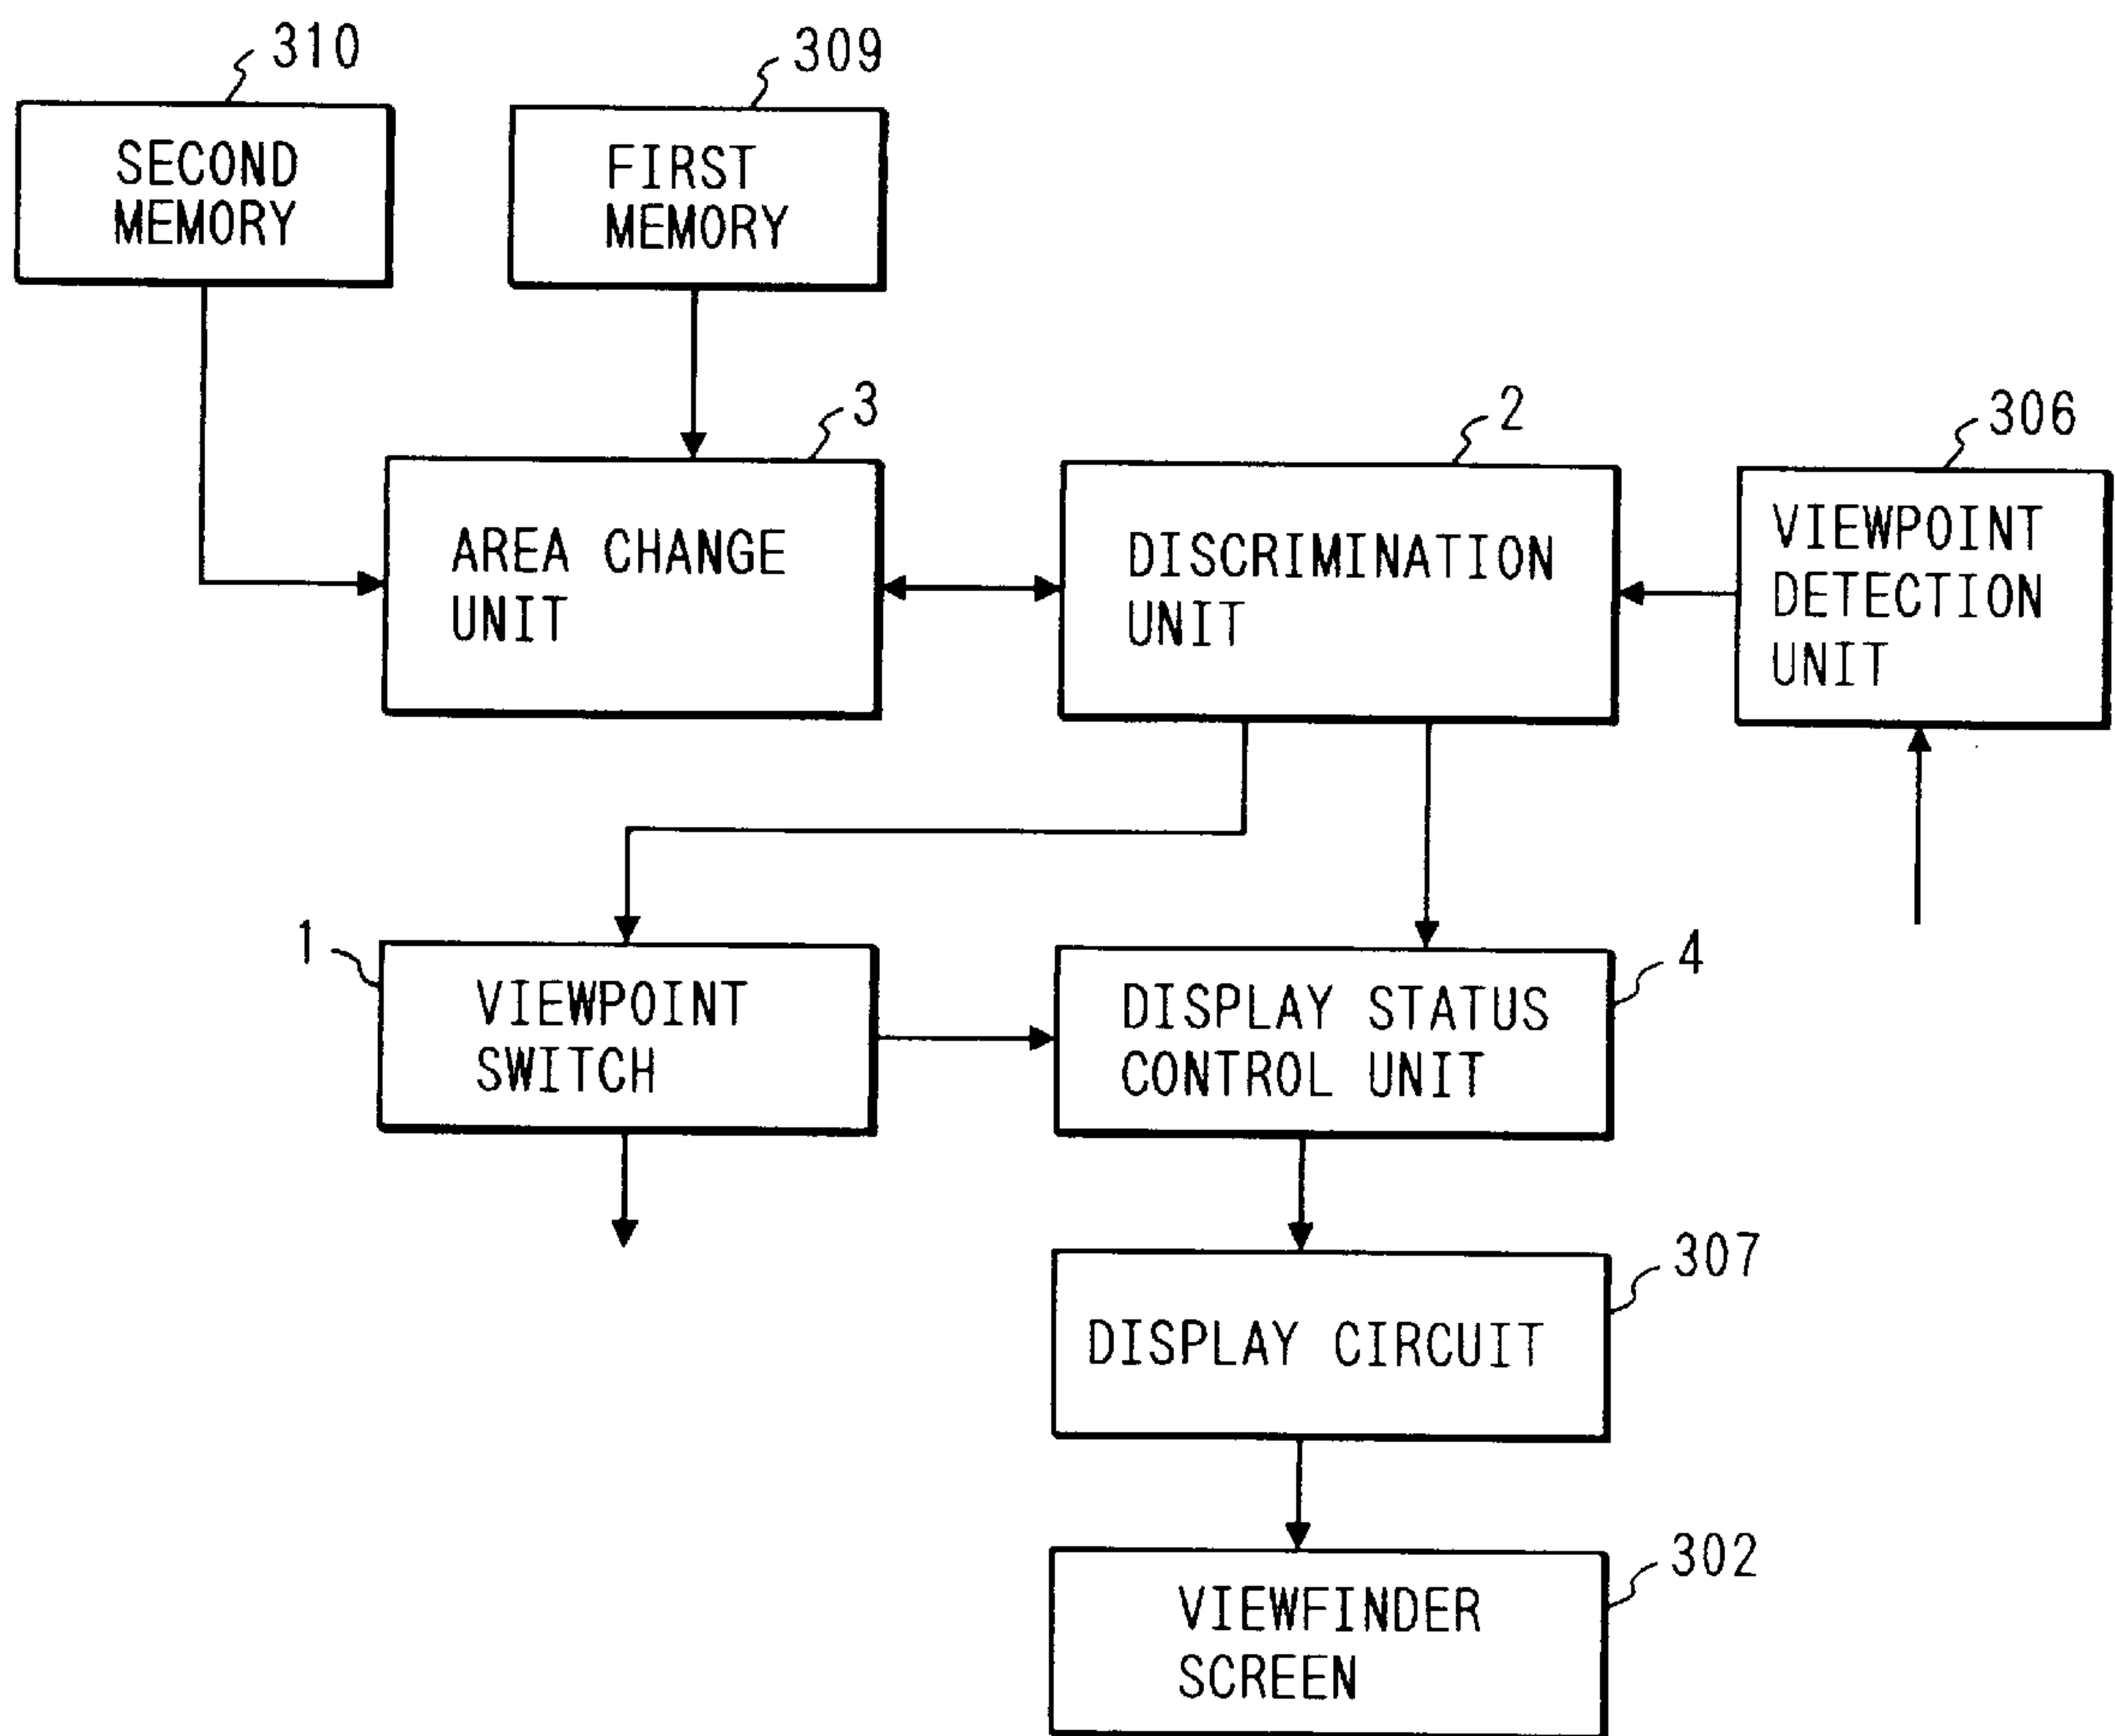 310
309
SECOND
MEMORY
FIRST
MEMORY
3
2
306
AREA CHANGE
UNIT
DISCRIMINATION
UNIT
VIEWPOINT
DETECTION
UNIT
1
VIEWPOINT
SWITCH
4
DISPLAY STATUS
CONTROL UNIT
307
DISPLAY CIRCUIT
302
VIEWFINDER
SCREEN